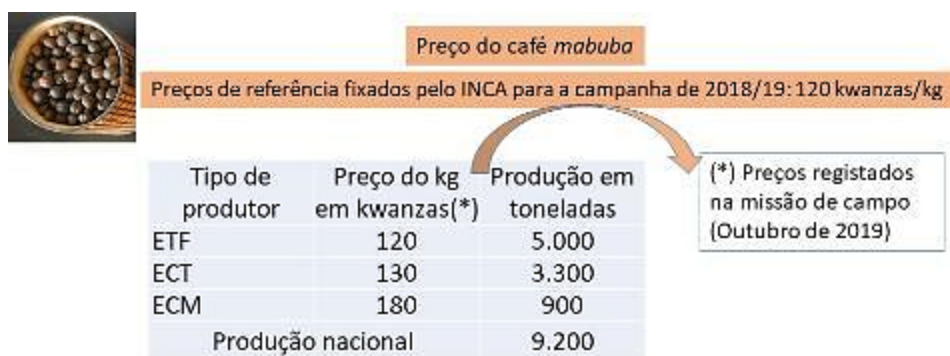 Preço do café mabuba
Preços de referência fixados pelo INCA para a campanha de 2018/19: 120 kwanzas/kg
Tipo de produtor Preço do kg em kwanzas(*) Produção em toneladas
ETF 120 5.000
ECT 130 3.300
ECM 180 900
Produção nacional 9.200
(*) Preços registados
na missão de campo
(Outubro de 2019)